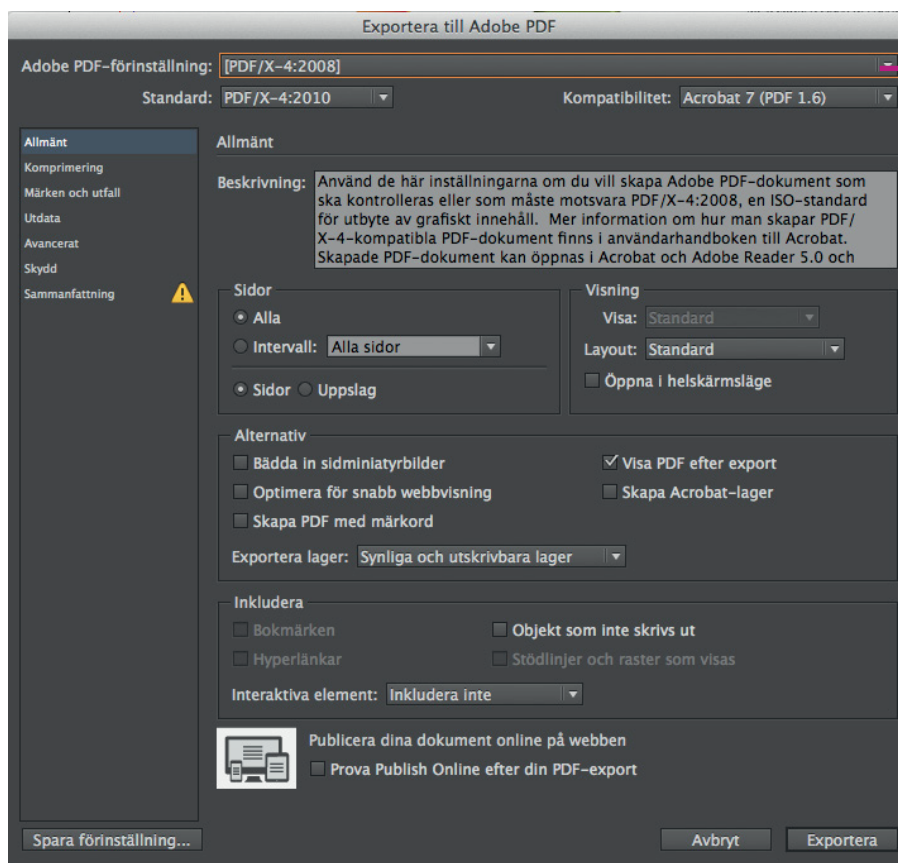 Exportera till Adobe PDF
Adobe PDF-förinställning: [PDF/X-4:2008]
Standard: PDF/X-4:2010 Kompatibilitet: Acrobat 7 (PDF 1.6)
Allmänt
Komprimering
Märken och utfall
Utdata
Avancerat
Skydd
Sammanfattning
Allmänt
Beskrivning: Använd de här inställningarna om du vill skapa Adobe PDF-dokument som
ska kontrolleras eller som måste motsvara PDF/X-4:2008, en ISO-standard
för utbyte av grafiskt innehåll. Mer information om hur man skapar PDF/
X-4-kompatibla PDF-dokument finns i användarhandboken till Acrobat.
Skapade PDF-dokument kan öppnas i Acrobat och Adobe Reader 5.0 och
Sidor
Alla
Intervall: Alla sidor
Sidor Uppslag
Visning
Visa: Standard
Layout: Standard
Öppna i helskärmsläge
Alternativ
Bädda in sidminiatyrbilder Visa PDF efter export
Optimera för snabb webbvisning Skapa Acrobat-lager
Skapa PDF med märkord
Exportera lager: Synliga och utskrivbara lager
Inkludera
Bokmärken Objekt som inte skrivs ut
Hyperlänkar Stödlinjer och raster som visas
Interaktiva element: Inkludera inte
Publicera dina dokument online på webben
Prova Publish Online efter din PDF-export
Spara förinställning... Avbryt Exportera